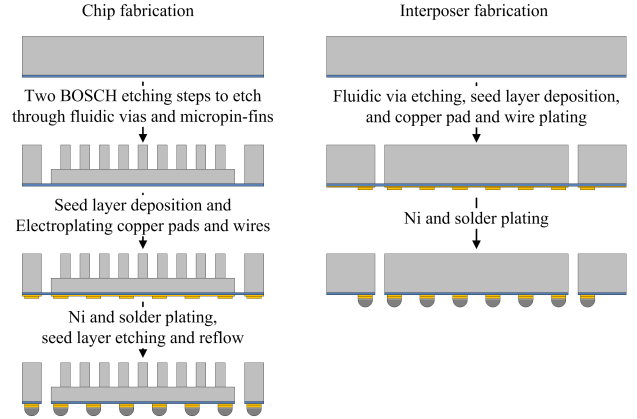 Chip fabrication
Two BOSCH etching steps to etch
through fluidic vias and micropin-fins
Seed layer deposition and
Electroplating copper pads and wires
Ni and solder plating,
seed layer etching and reflow
Interposer fabrication
Fluidic via etching, seed layer deposition,
and copper pad and wire plating
Ni and solder plating